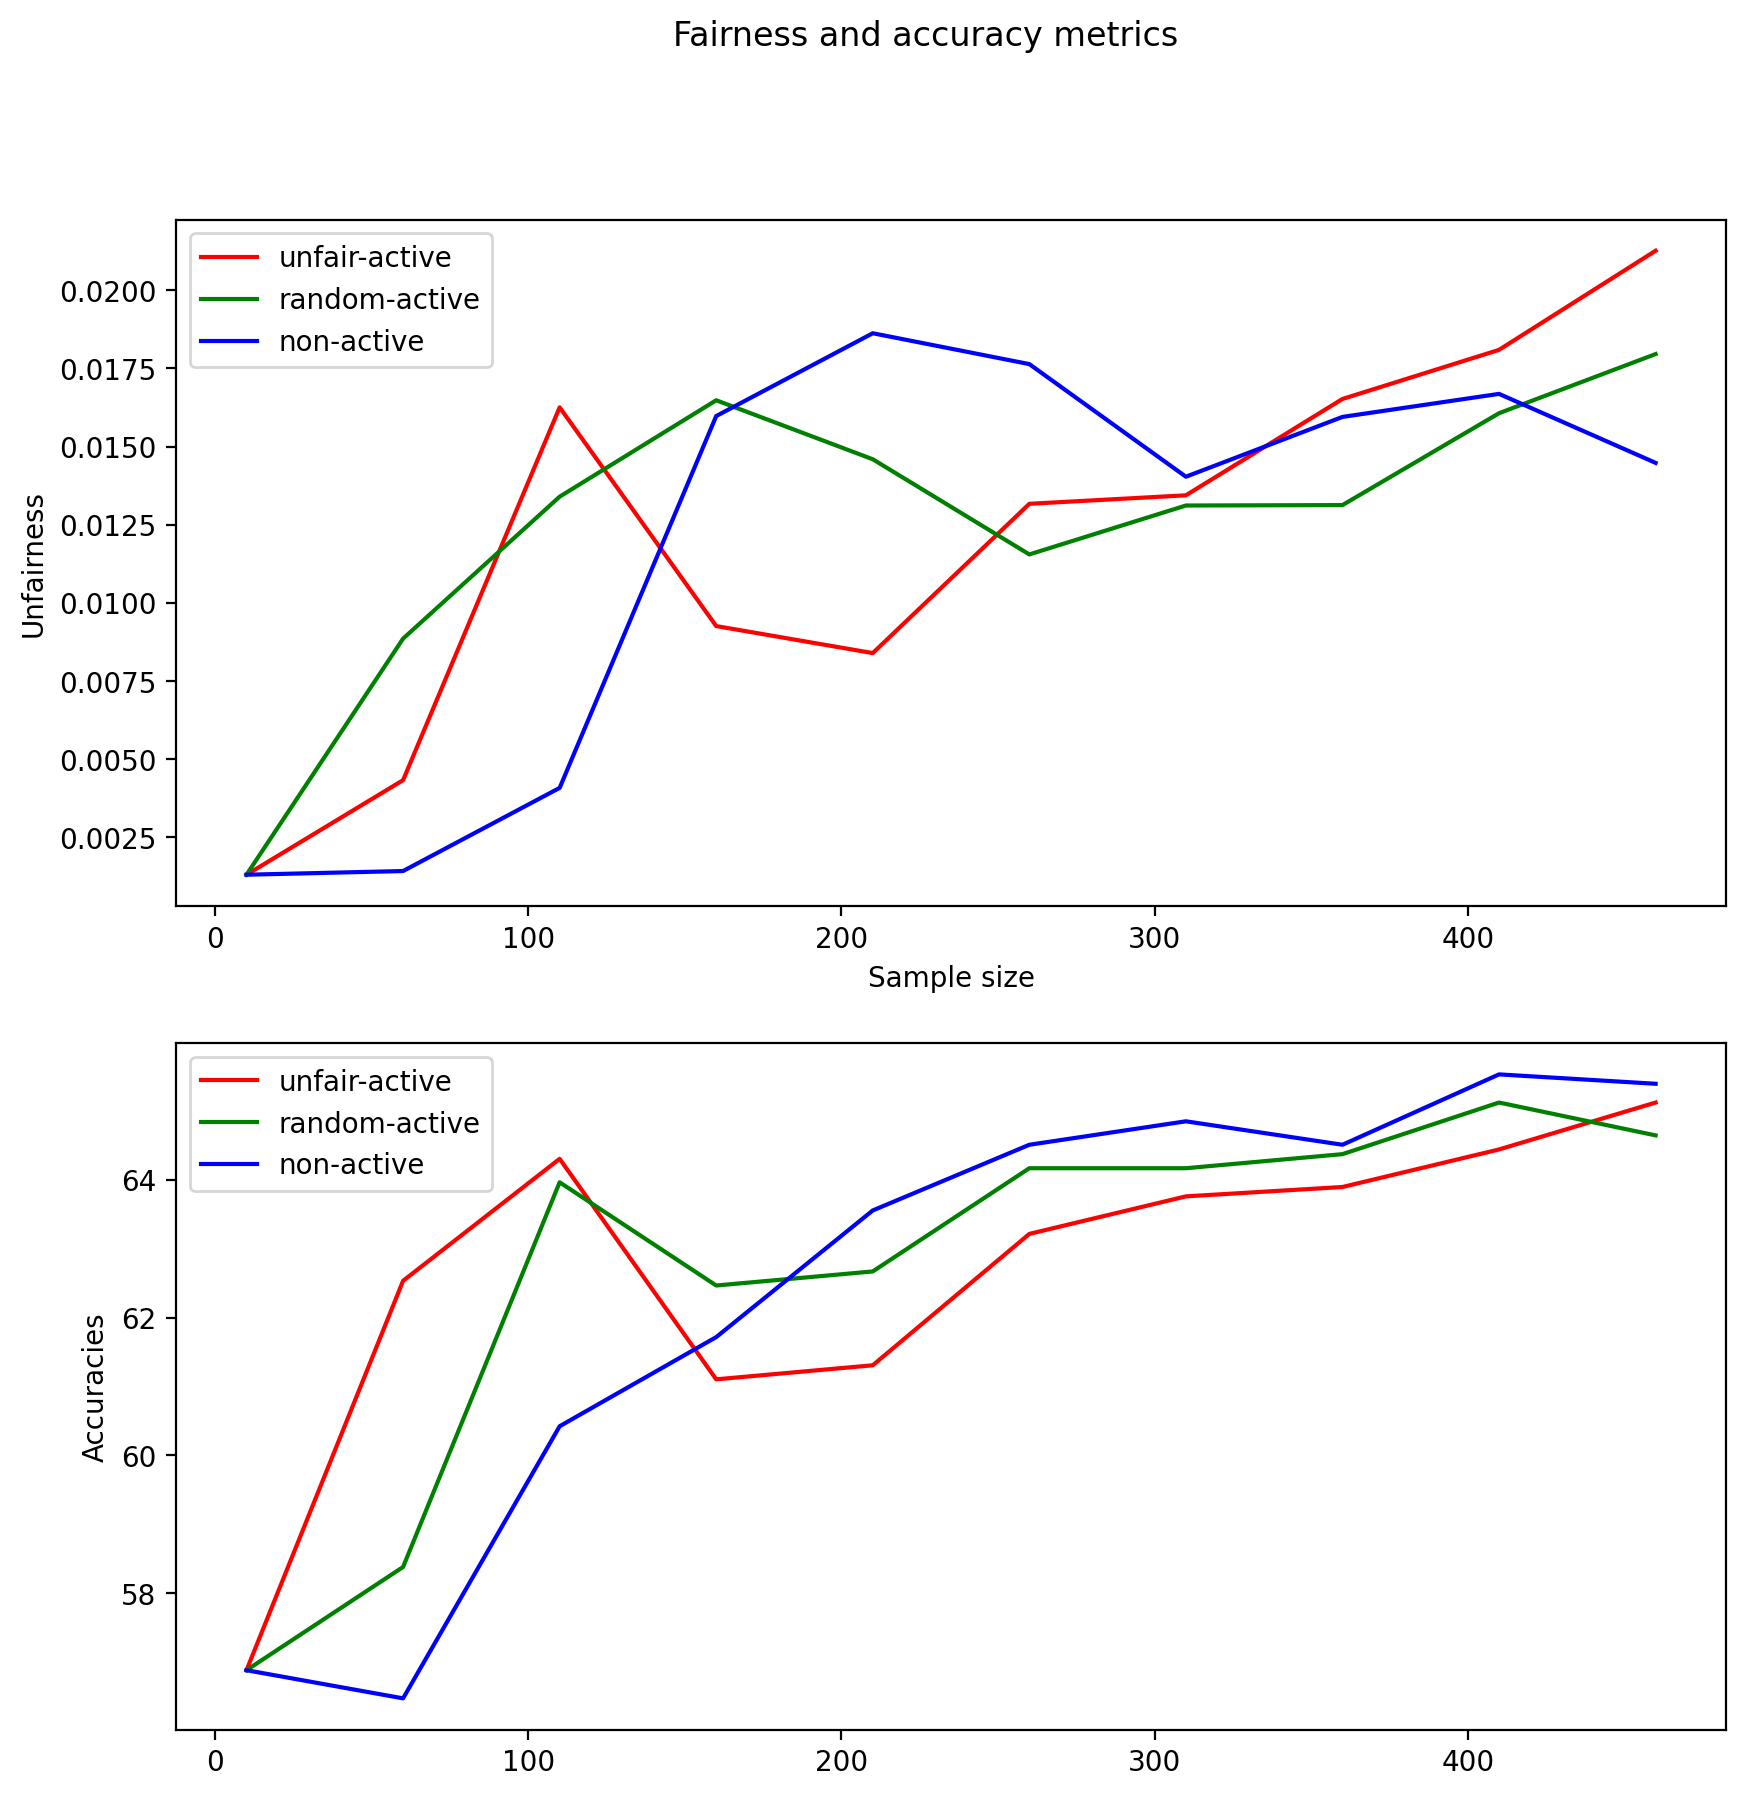 Fairness and accuracy metrics
unfair-active
random-active
non-active
0.0200
0.0175
0.0150
0.0125
0.0100
0.0075
0.0050
0.0025
Unfairness
0 100 200 300 400
Sample size
unfair-active
random-active
non-active
64
62
60
58
Accuracies
0 100 200 300 400